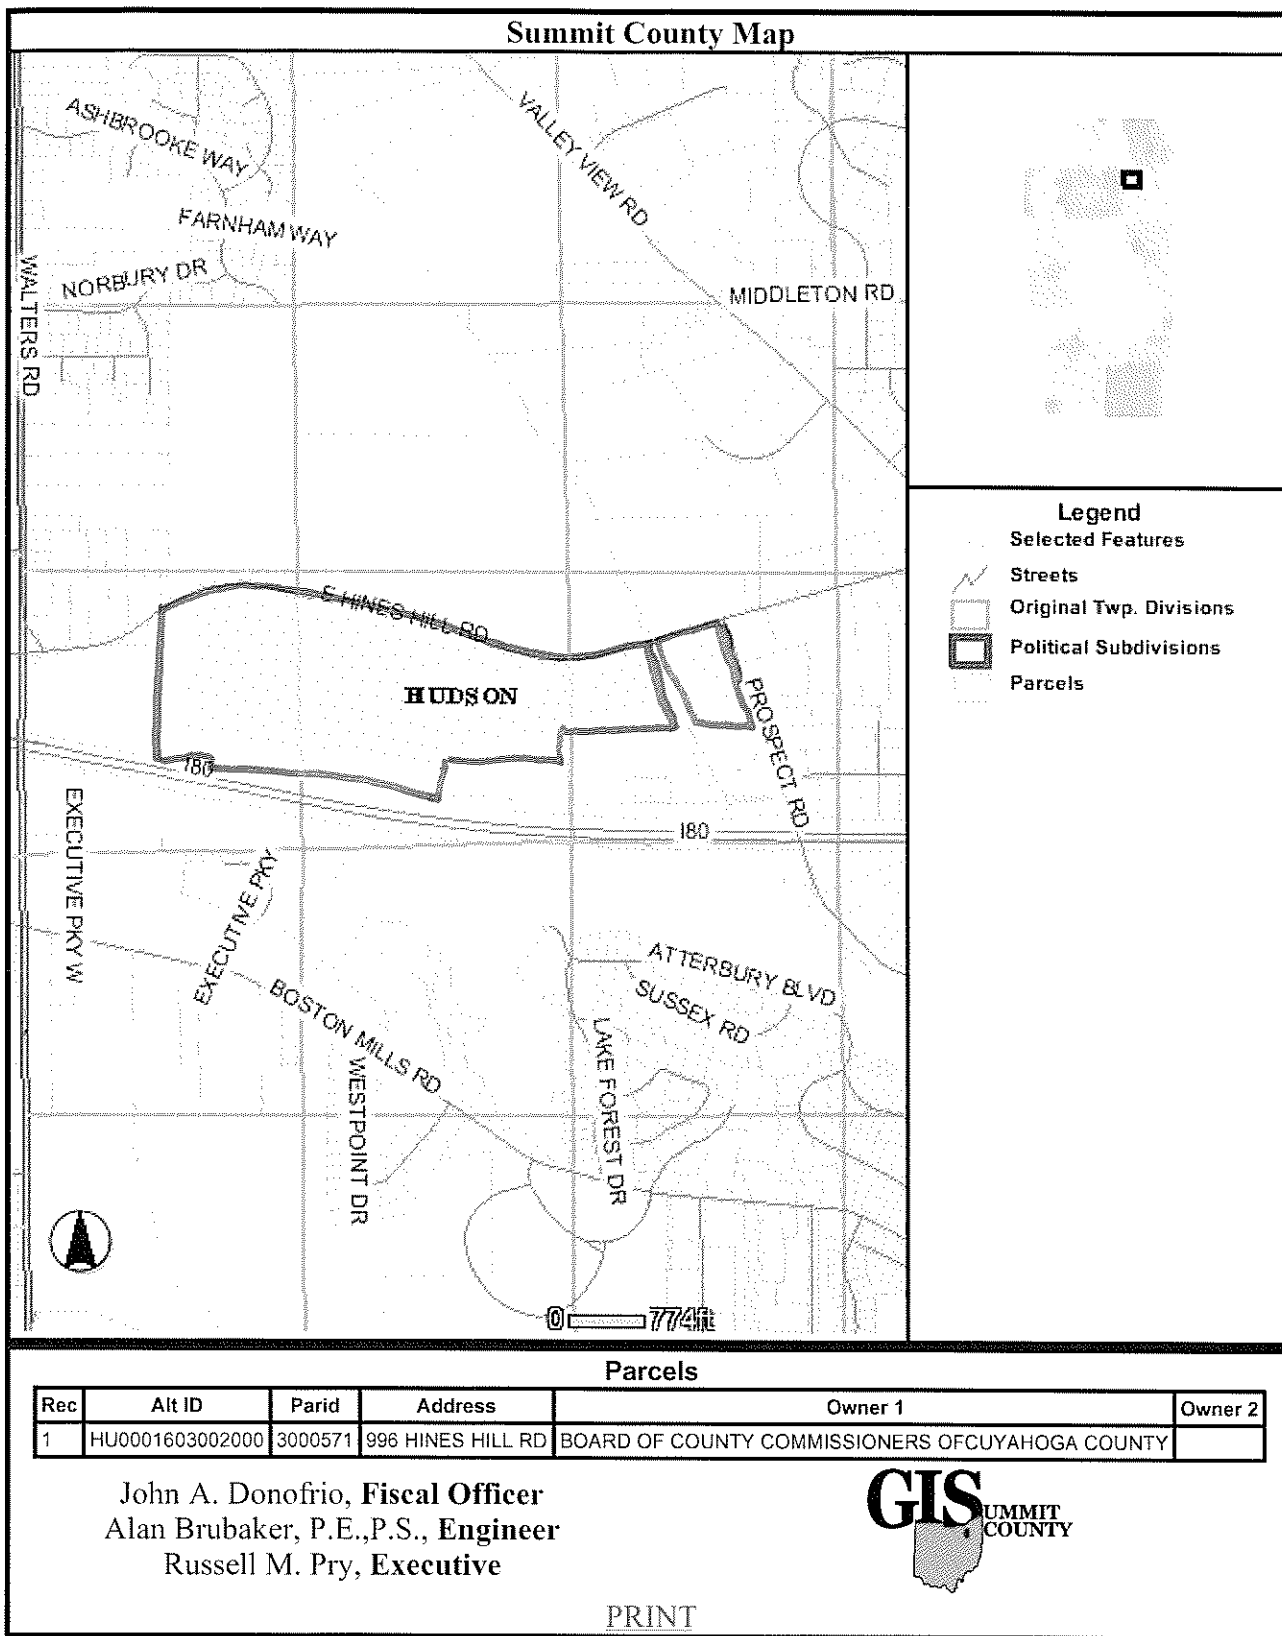 Summit County Map
ASHBROOKE WAY
VALLEY VIEW RD
FARNHAM WAY
NORBURY DR
WALTERS RD
MIDDLETON RD
E HINES HILL RD
HUDSON
PROSPECT RD
I80
I80
EXECUTIVE PKY W
EXECUTIVE PKY
BOSTON MILLS RD
WESTPOINT DR
ATTERBURY BLVD
SUSSEX RD
LAKE FOREST DR
0 774ft
Legend
Selected Features
Streets
Original Twp. Divisions
Political Subdivisions
Parcels
Parcels
Rec Alt ID Parid Address Owner 1 Owner 2
1 HU0001603002000 3000571 996 HINES HILL RD BOARD OF COUNTY COMMISSIONERS OFCUYAHOGA COUNTY
John A. Donofrio, Fiscal Officer
Alan Brubaker, P.E.,P.S., Engineer
Russell M. Pry, Executive
GIS SUMMIT
COUNTY
PRINT